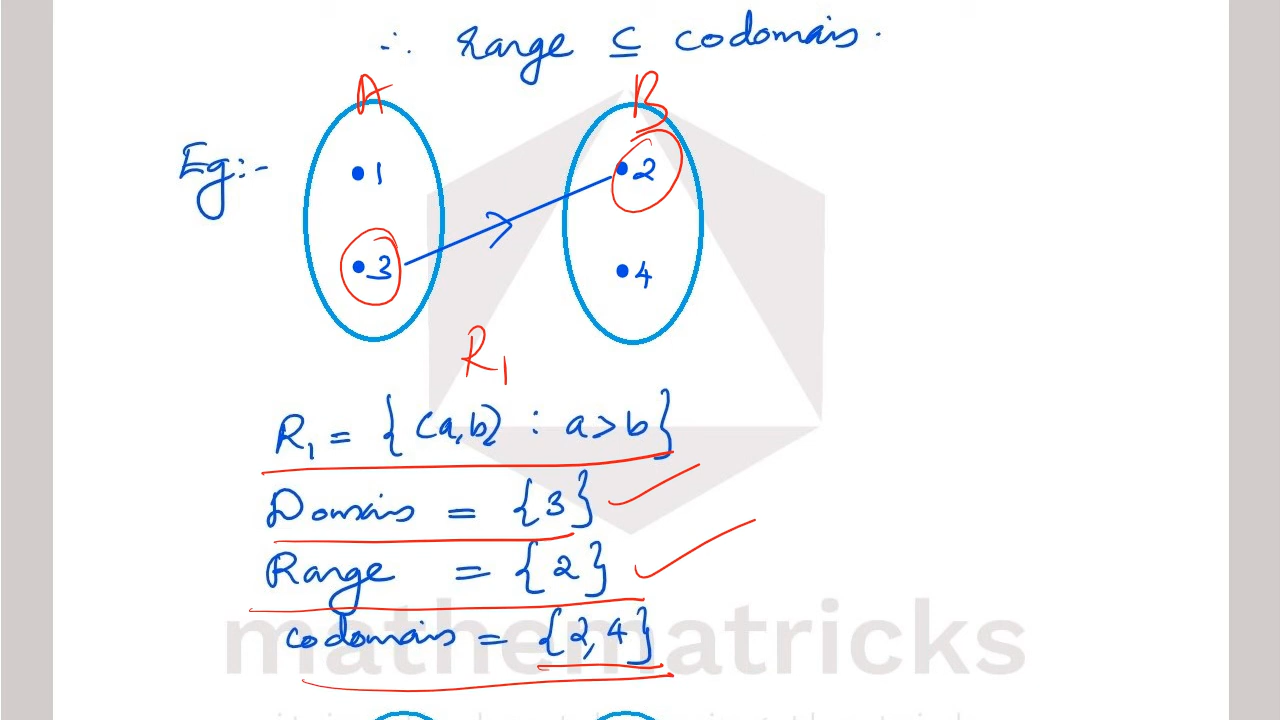 ∴ Range ⊆ codomain.
A B
Eg:-
1 2
3 4
R₁
R₁ = {(a,b) : a>b}
Domain = {3}
Range = {2}
codomain = {2,4}
mathematricks